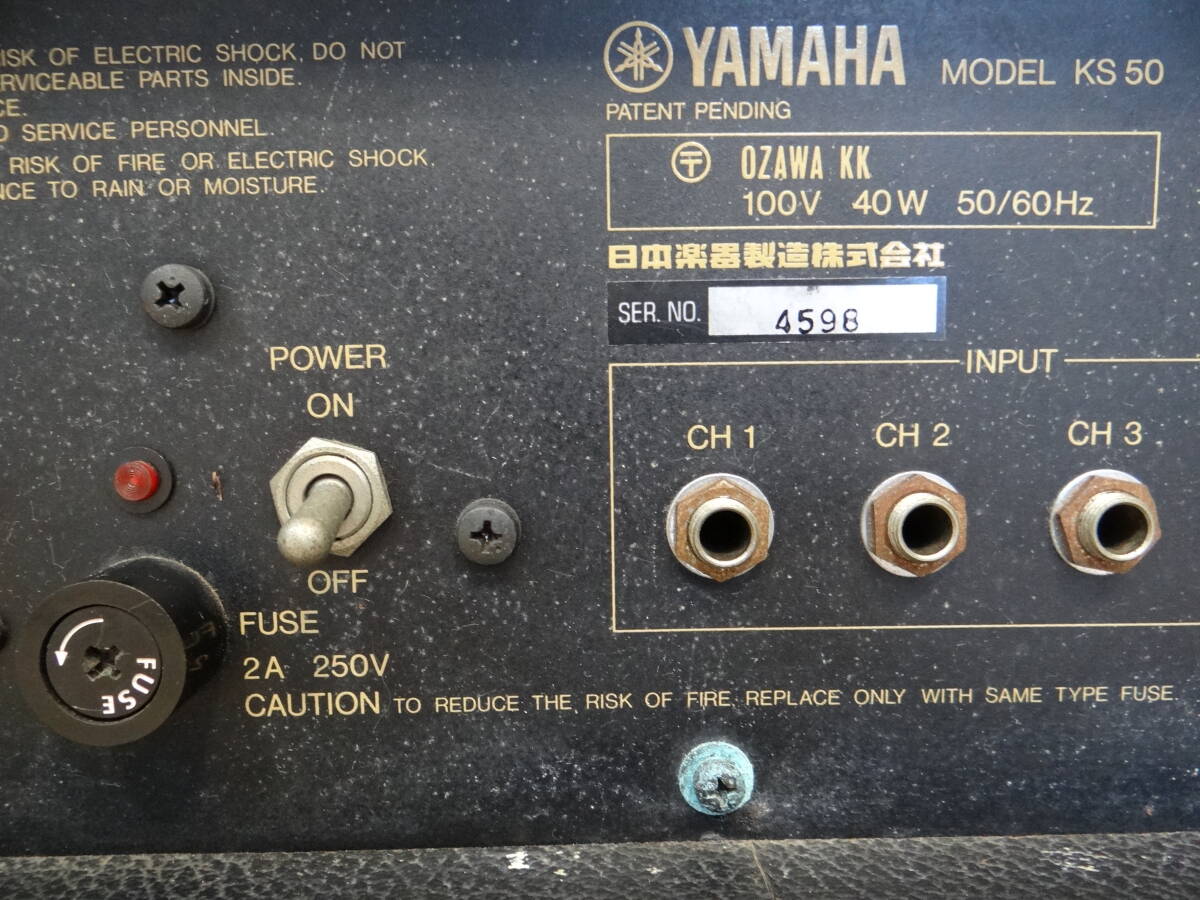 ISK OF ELECTRIC SHOCK, DO NOT
ERVICEABLE PARTS INSIDE.
CE.
D SERVICE PERSONNEL.
RISK OF FIRE OR ELECTRIC SHOCK,
NCE TO RAIN OR MOISTURE.
YAMAHA MODEL KS 50
PATENT PENDING
〒 OZAWA KK
100V 40W 50/60Hz
日本楽器製造株式会社
SER. NO. 4598
POWER
ON
OFF
INPUT
CH 1 CH 2 CH 3
FUSE
FUSE
2A 250V
CAUTION TO REDUCE THE RISK OF FIRE REPLACE ONLY WITH SAME TYPE FUSE.